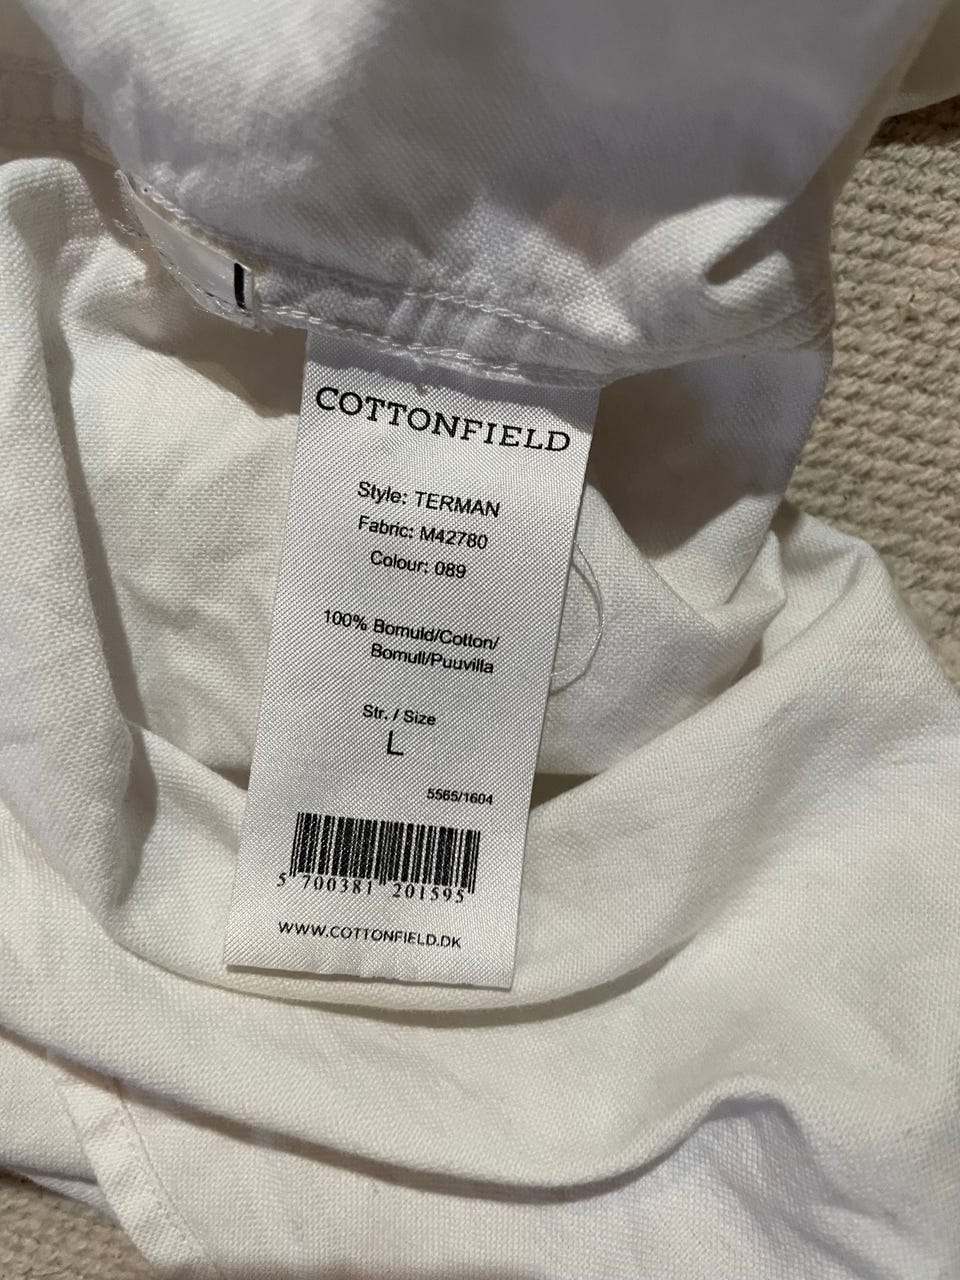 COTTONFIELD
Style: TERMAN
Fabric: M42780
Colour: 089
100% Bomuld/Cotton/
Bomull/Puuvilla
Str. / Size
L
5565/1604
5 700381 201595
WWW.COTTONFIELD.DK